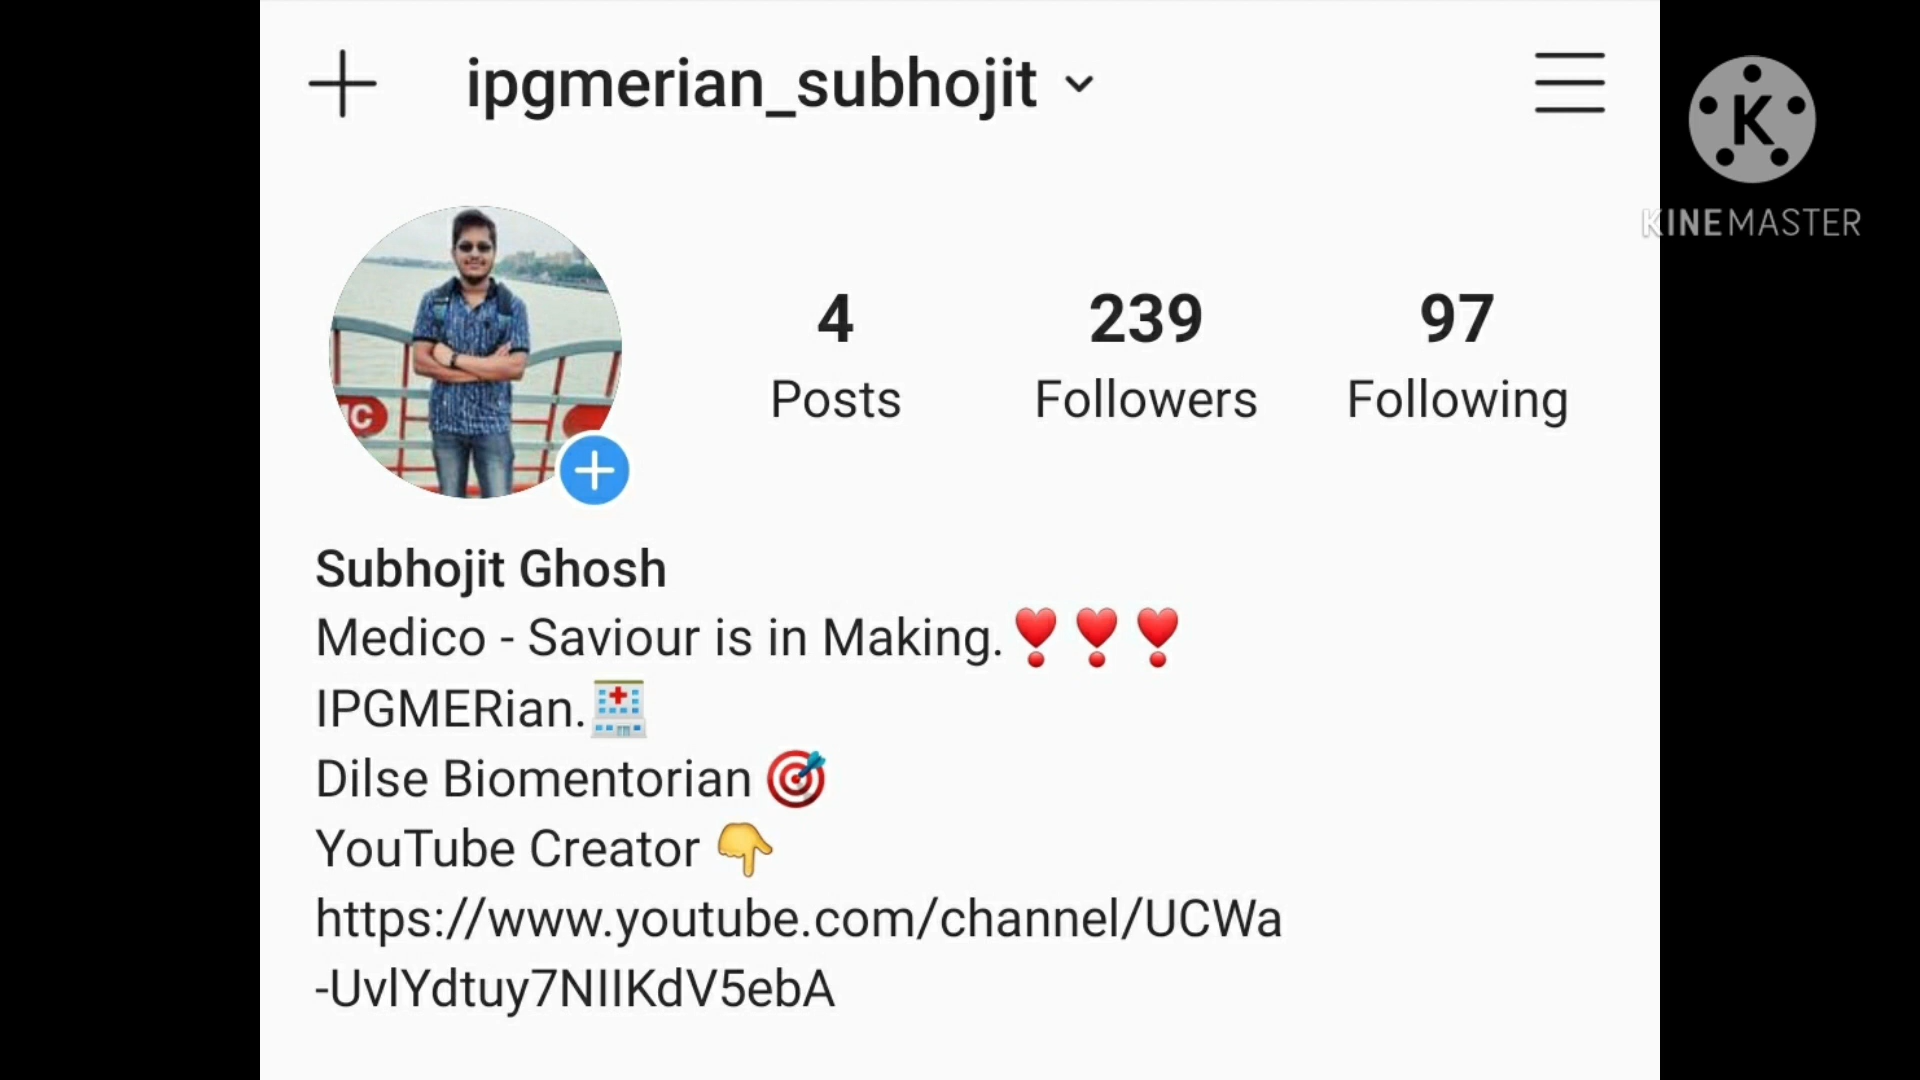 ipgmerian_subhojit
KINEMASTER
4 239 97
Posts Followers Following
Subhojit Ghosh
Medico - Saviour is in Making.❣️❣️❣️
IPGMERian.🏥
Dilse Biomentorian 🎯
YouTube Creator 👇
https://www.youtube.com/channel/UCWa
-UvlYdtuy7NIIKdV5ebA